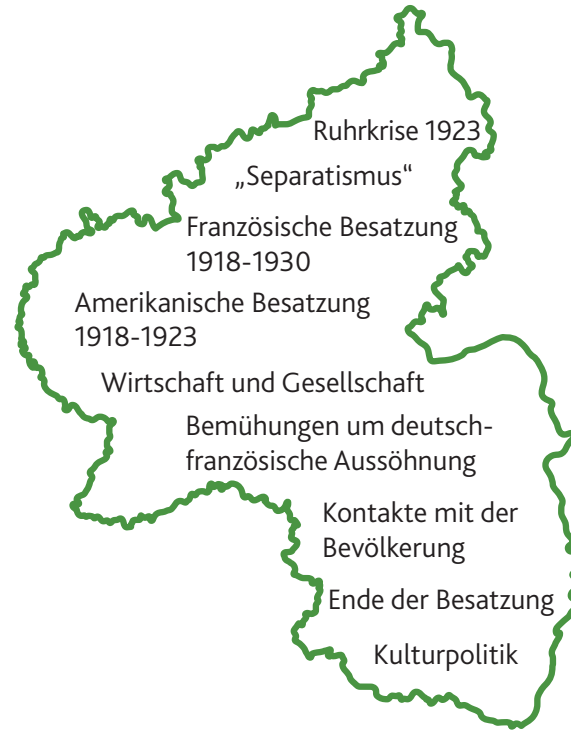 Ruhrkrise 1923
„Separatismus“
Französische Besatzung
1918-1930
Amerikanische Besatzung
1918-1923
Wirtschaft und Gesellschaft
Bemühungen um deutsch-
französische Aussöhnung
Kontakte mit der
Bevölkerung
Ende der Besatzung
Kulturpolitik